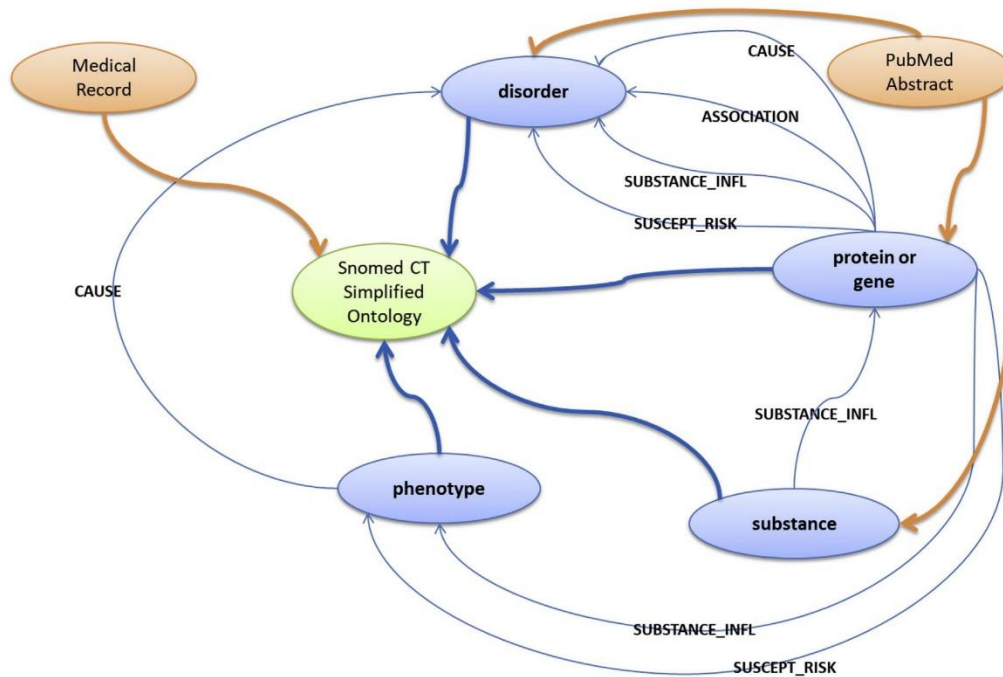 Medical
Record
disorder
CAUSE
PubMed
Abstract
ASSOCIATION
SUBSTANCE_INFL
SUSCEPT_RISK
protein or
gene
Snomed CT
Simplified
Ontology
CAUSE
SUBSTANCE_INFL
phenotype
substance
SUBSTANCE_INFL
SUSCEPT_RISK